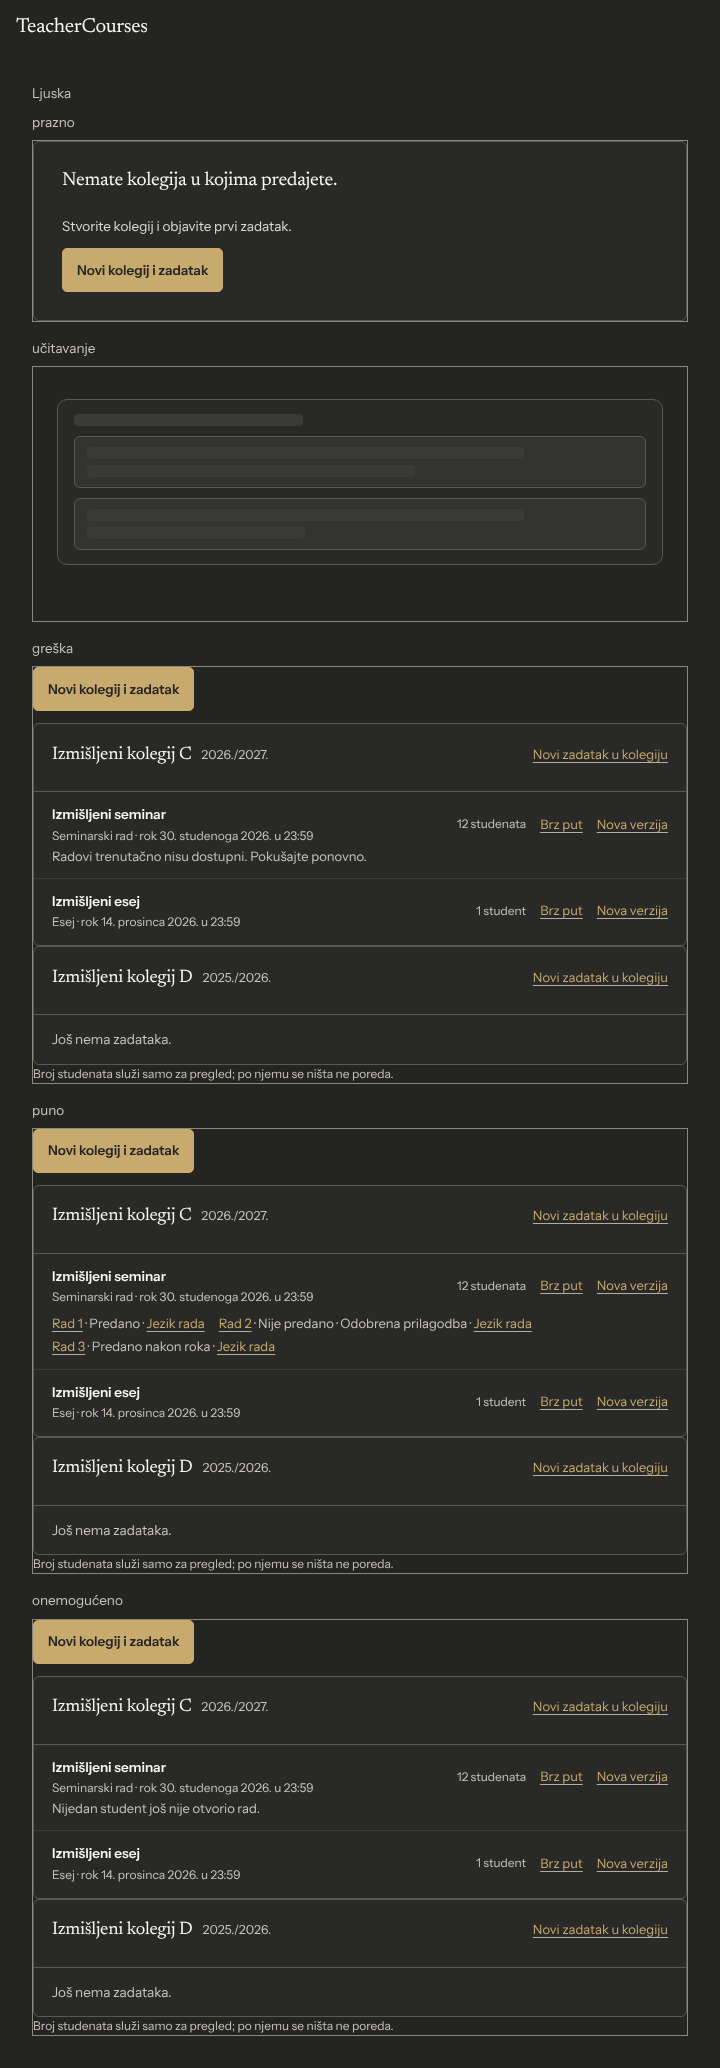 TeacherCourses
Ljuska
prazno
Nemate kolegija u kojima predajete.
Stvorite kolegij i objavite prvi zadatak.
Novi kolegij i zadatak
učitavanje
greška
Novi kolegij i zadatak
Izmišljeni kolegij C 2026./2027. Novi zadatak u kolegiju
Izmišljeni seminar
Seminarski rad · rok 30. studenoga 2026. u 23:59 12 studenata Brz put Nova verzija
Radovi trenutačno nisu dostupni. Pokušajte ponovno.
Izmišljeni esej
Esej · rok 14. prosinca 2026. u 23:59 1 student Brz put Nova verzija
Izmišljeni kolegij D 2025./2026. Novi zadatak u kolegiju
Još nema zadataka.
Broj studenata služi samo za pregled; po njemu se ništa ne poreda.
puno
Novi kolegij i zadatak
Izmišljeni kolegij C 2026./2027. Novi zadatak u kolegiju
Izmišljeni seminar
Seminarski rad · rok 30. studenoga 2026. u 23:59 12 studenata Brz put Nova verzija
Rad 1 · Predano · Jezik rada Rad 2 · Nije predano · Odobrena prilagodba · Jezik rada
Rad 3 · Predano nakon roka · Jezik rada
Izmišljeni esej
Esej · rok 14. prosinca 2026. u 23:59 1 student Brz put Nova verzija
Izmišljeni kolegij D 2025./2026. Novi zadatak u kolegiju
Još nema zadataka.
Broj studenata služi samo za pregled; po njemu se ništa ne poreda.
onemogućeno
Novi kolegij i zadatak
Izmišljeni kolegij C 2026./2027. Novi zadatak u kolegiju
Izmišljeni seminar
Seminarski rad · rok 30. studenoga 2026. u 23:59 12 studenata Brz put Nova verzija
Nijedan student još nije otvorio rad.
Izmišljeni esej
Esej · rok 14. prosinca 2026. u 23:59 1 student Brz put Nova verzija
Izmišljeni kolegij D 2025./2026. Novi zadatak u kolegiju
Još nema zadataka.
Broj studenata služi samo za pregled; po njemu se ništa ne poreda.